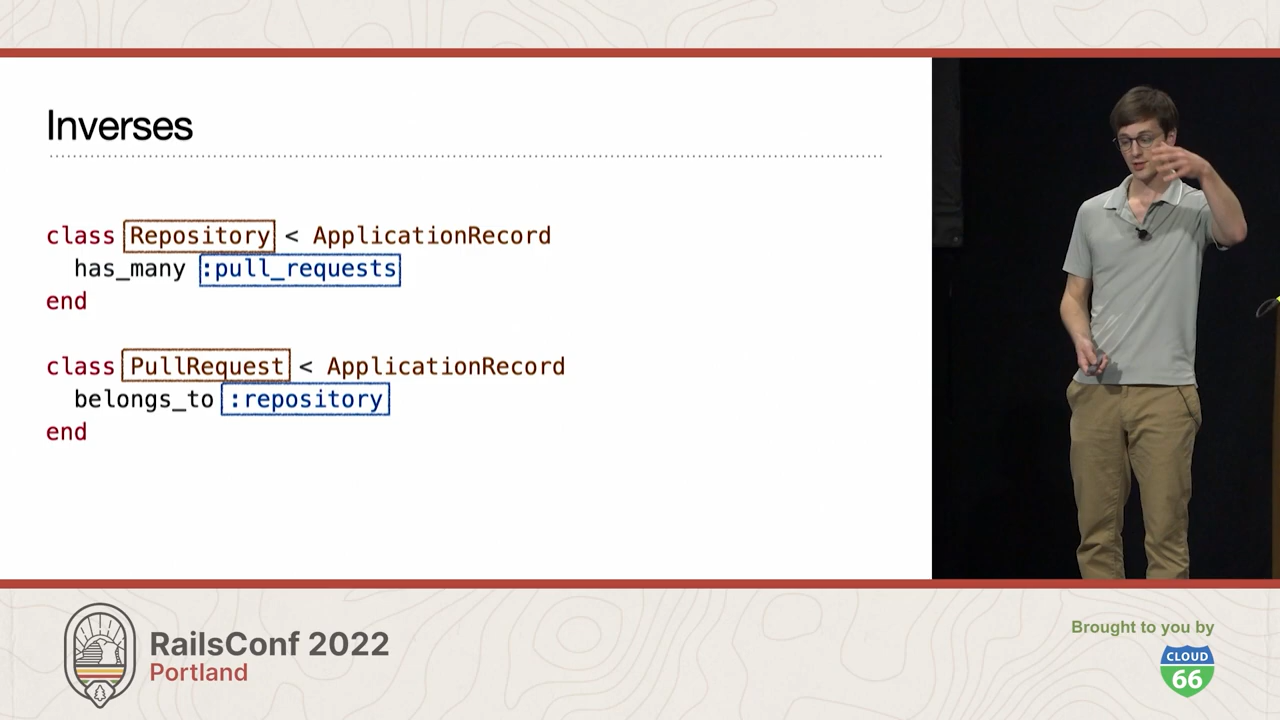 Inverses
class Repository < ApplicationRecord
has_many :pull_requests
end
class PullRequest < ApplicationRecord
belongs_to :repository
end
RailsConf 2022
Portland
Brought to you by
CLOUD
66